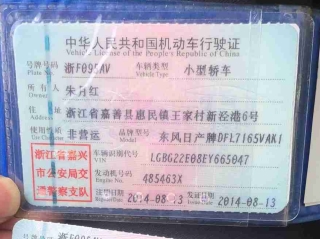 中华人民共和国机动车行驶证
Vehicle License of the People's Republic of China
号牌号码 浙F095AV 车辆类型 小型轿车
Plate No. Vehicle Type
所有人 朱月红
住址 浙江省嘉善县惠民镇王家村新泾港6号
使用性质 非营运 品牌型号 东风日产牌DFL7165VAK1
浙江省嘉兴
市公安局交
通警察支队
车辆识别代号 LGBG22E08EY665047
VIN
发动机号码 485463X
Engine No.
注册日期 2014-08-13 发证日期 2014-08-13